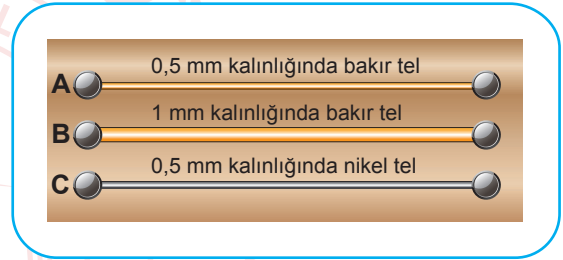 0,5 mm kalınlığında bakır tel
A
1 mm kalınlığında bakır tel
B
0,5 mm kalınlığında nikel tel
C